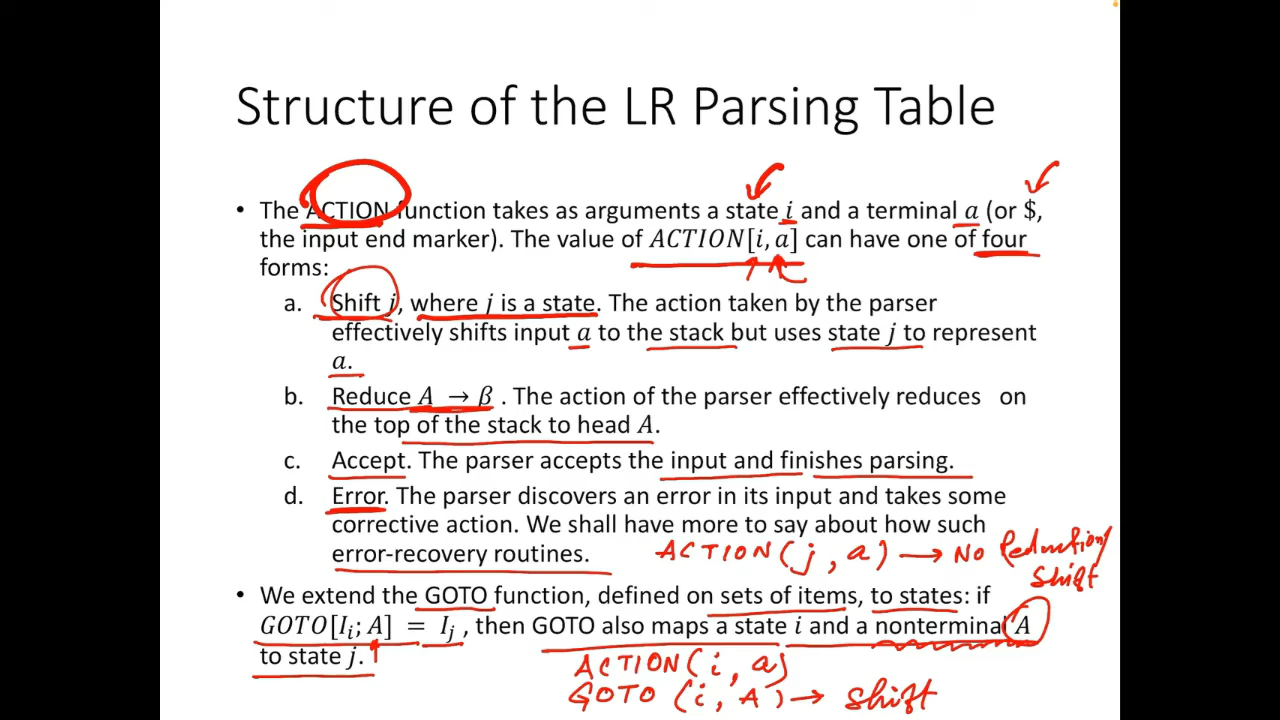 Structure of the LR Parsing Table
• The ACTION function takes as arguments a state i and a terminal a (or $,
the input end marker). The value of ACTION[i, a] can have one of four
forms:
a. Shift j, where j is a state. The action taken by the parser
effectively shifts input a to the stack but uses state j to represent
a.
b. Reduce A → β . The action of the parser effectively reduces on
the top of the stack to head A.
c. Accept. The parser accepts the input and finishes parsing.
d. Error. The parser discovers an error in its input and takes some
corrective action. We shall have more to say about how such
error-recovery routines.
ACTION(j, a) → No Reduction/
Shift
• We extend the GOTO function, defined on sets of items, to states: if
GOTO[Iᵢ; A] = Iⱼ, then GOTO also maps a state i and a nonterminal A
to state j.
ACTION(i, a)
GOTO (i, A) → Shift